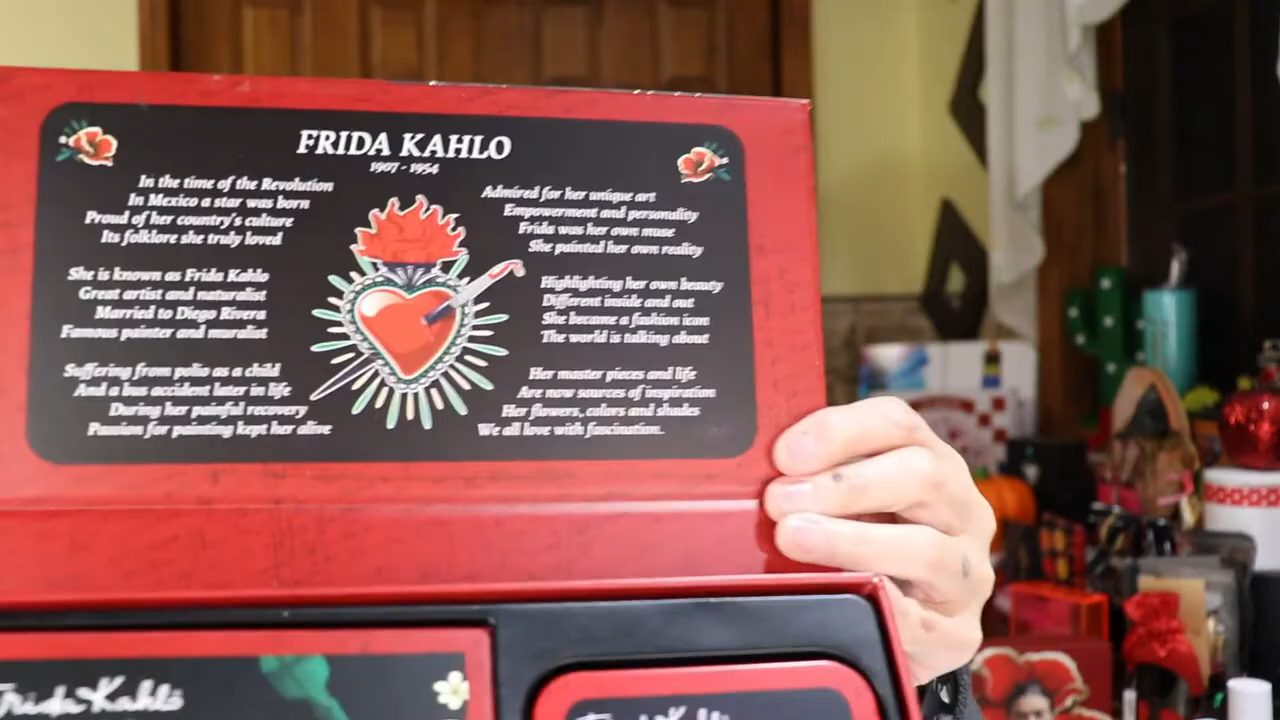 FRIDA KAHLO
1907 - 1954
In the time of the Revolution
In Mexico a star was born
Proud of her country's culture
Its folklore she truly loved
She is known as Frida Kahlo
Great artist and naturalist
Married to Diego Rivera
Famous painter and muralist
Suffering from polio as a child
And a bus accident later in life
During her painful recovery
Passion for painting kept her alive
Admired for her unique art
Empowerment and personality
Frida was her own muse
She painted her own reality
Highlighting her own beauty
Different inside and out
She became a fashion icon
The world is talking about
Her master pieces and life
Are now sources of inspiration
Her flowers, colors and shades
We all love with fascination.
Frida Kahlo
Frida Kahlo